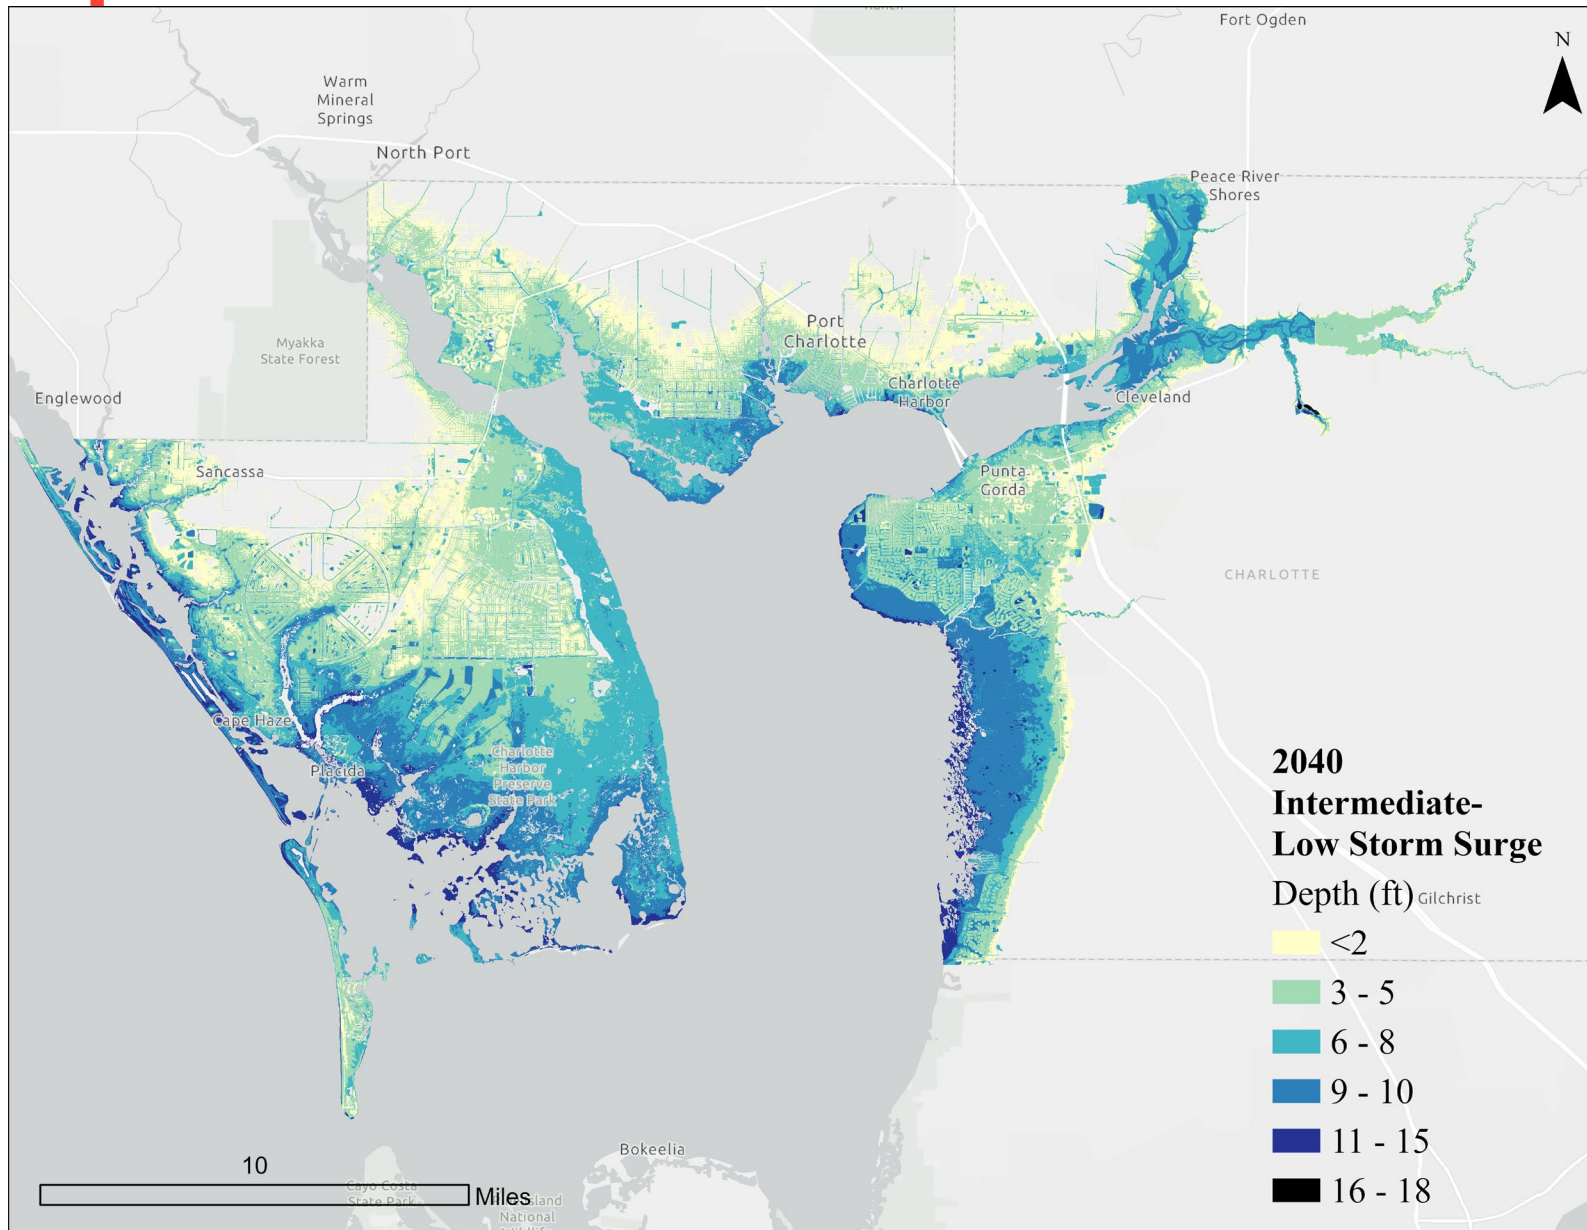 Ranch
Fort Ogden
N
Warm
Mineral
Springs
North Port
Peace River
Shores
Myakka
State Forest
Port
Charlotte
Charlotte
Harbor
Cleveland
Englewood
Sancassa
Punta
Gorda
CHARLOTTE
Cape Haze
Placida
Charlotte
Harbor
Preserve
State Park
2040
Intermediate-
Low Storm Surge
Depth (ft)
Gilchrist
<2
3 - 5
6 - 8
9 - 10
11 - 15
16 - 18
Bokeelia
10
Miles
Cayo Costa
State Park
Island
National